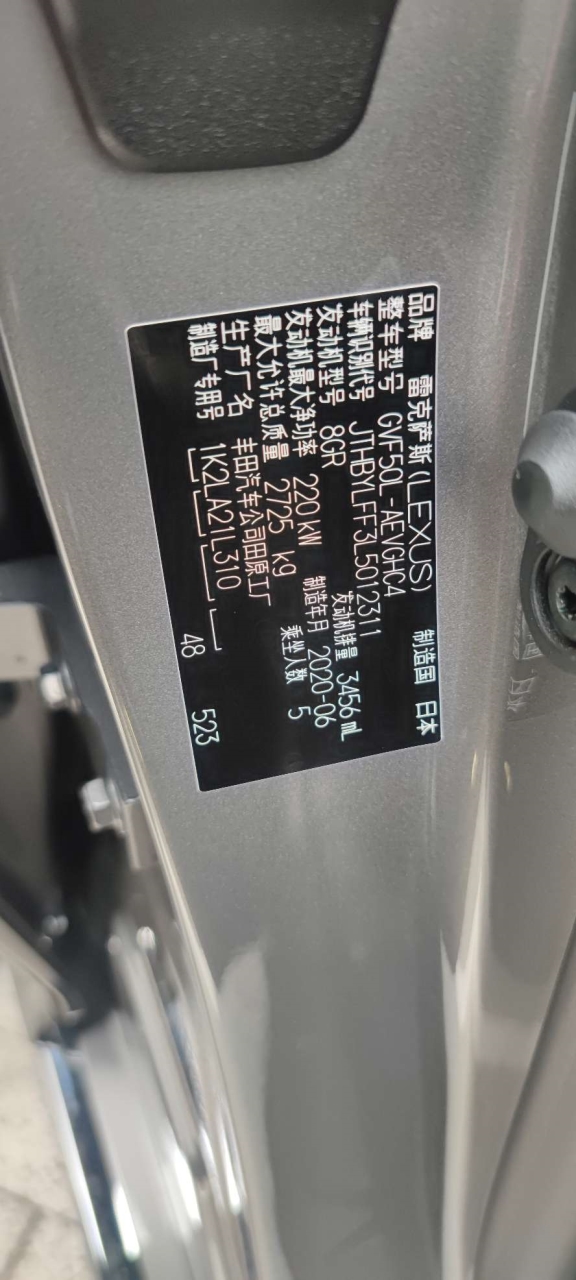 品牌 雷克萨斯(LEXUS) 制造国 日本
整车型号 GVF50L-AEVGHC4
车辆识别代号 JTHBYLFF3L5012311
发动机型号 8GR 发动机排量 3456 mL
发动机最大净功率 220 kW 制造年月 2020-06
最大允许总质量 2725 kg 乘坐人数 5
生产厂名 丰田汽车公司田原工厂
制造厂专用号 1K2LA21L310 48 523